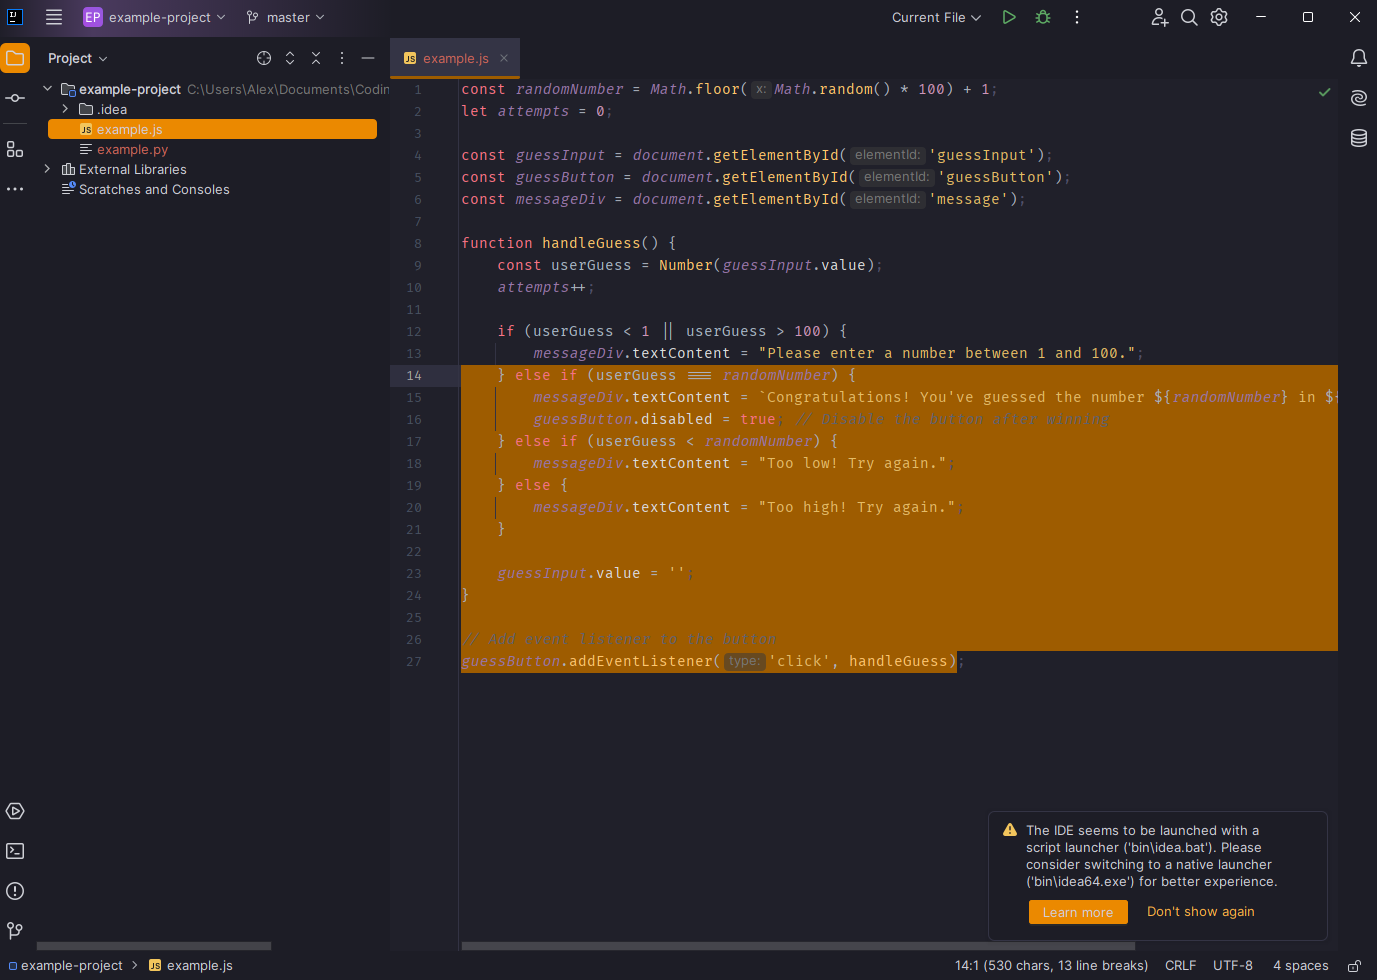 EP example-project
master
Current File
Project
example-project C:\Users\Alex\Documents\Codin
.idea
JS example.js
example.py
External Libraries
Scratches and Consoles
JS example.js
1 const randomNumber = Math.floor( x: Math.random() * 100) + 1;
2 let attempts = 0;
3
4 const guessInput = document.getElementById( elementId: 'guessInput');
5 const guessButton = document.getElementById( elementId: 'guessButton');
6 const messageDiv = document.getElementById( elementId: 'message');
7
8 function handleGuess() {
9 const userGuess = Number(guessInput.value);
10 attempts++;
11
12 if (userGuess < 1 || userGuess > 100) {
13 messageDiv.textContent = "Please enter a number between 1 and 100.";
14 } else if (userGuess === randomNumber) {
15 messageDiv.textContent = `Congratulations! You've guessed the number ${randomNumber} in ${
16 guessButton.disabled = true; // Disable the button after winning
17 } else if (userGuess < randomNumber) {
18 messageDiv.textContent = "Too low! Try again.";
19 } else {
20 messageDiv.textContent = "Too high! Try again.";
21 }
22
23 guessInput.value = '';
24 }
25
26 // Add event listener to the button
27 guessButton.addEventListener( type: 'click', handleGuess);
The IDE seems to be launched with a
script launcher ('bin\idea.bat'). Please
consider switching to a native launcher
('bin\idea64.exe') for better experience.
Learn more Don't show again
example-project > JS example.js
14:1 (530 chars, 13 line breaks) CRLF UTF-8 4 spaces